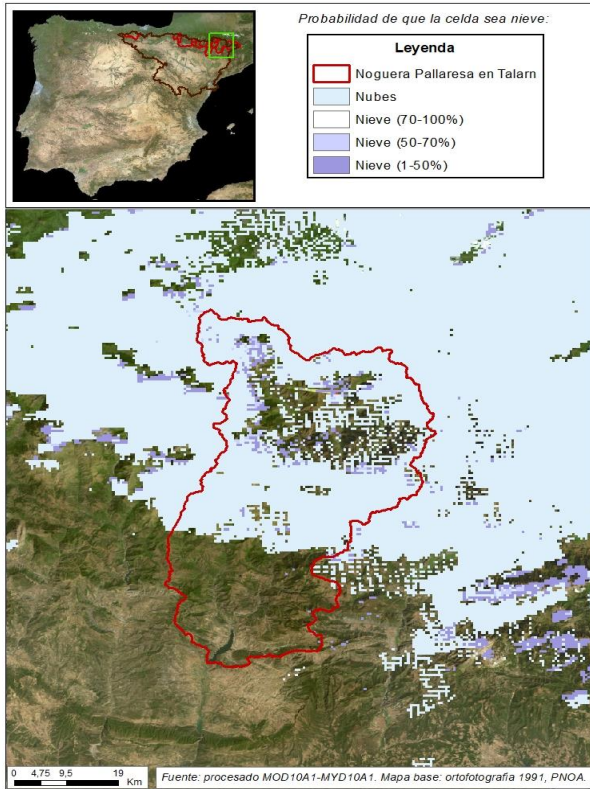 Probabilidad de que la celda sea nieve:
Leyenda
Noguera Pallaresa en Talarn
Nubes
Nieve (70-100%)
Nieve (50-70%)
Nieve (1-50%)
0 4,75 9,5 19
Km
Fuente: procesado MOD10A1-MYD10A1. Mapa base: ortofotografia 1991, PNOA.